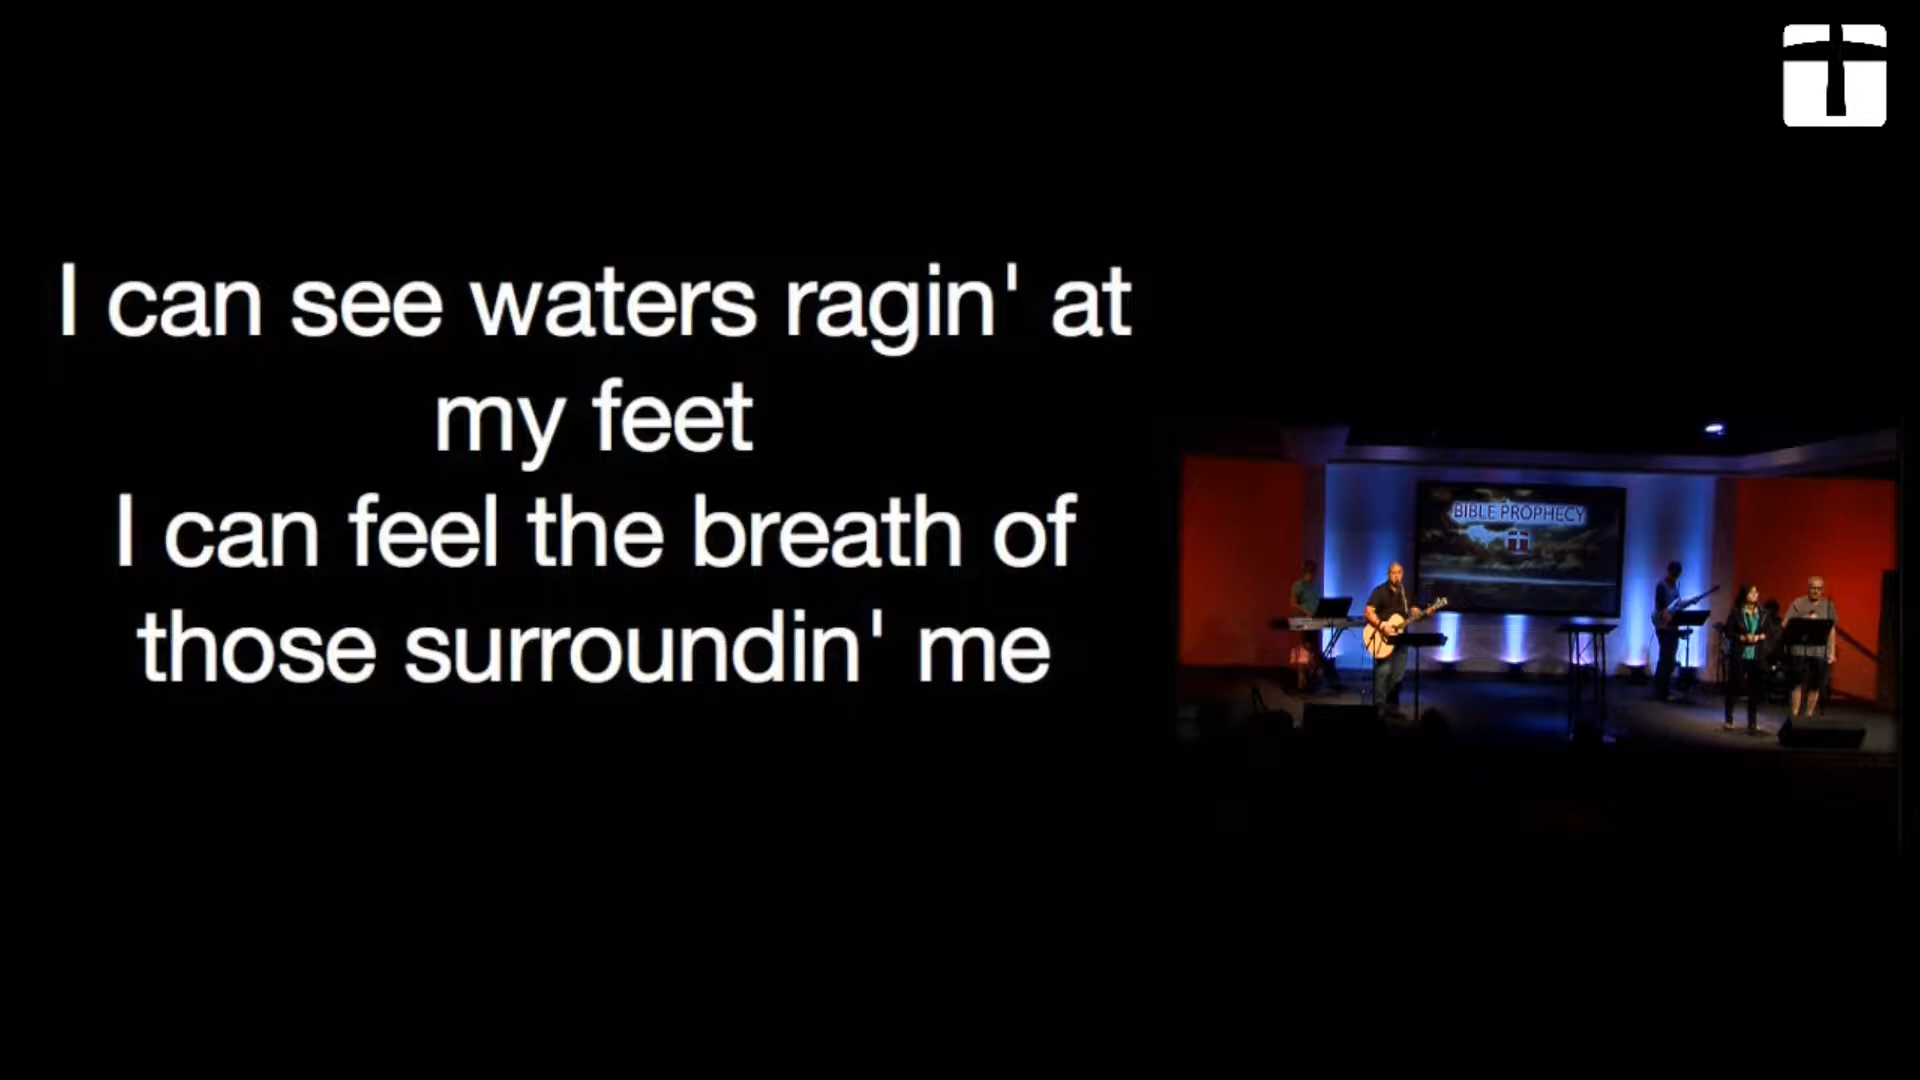 I can see waters ragin' at
my feet
I can feel the breath of
those surroundin' me
BIBLE PROPHECY